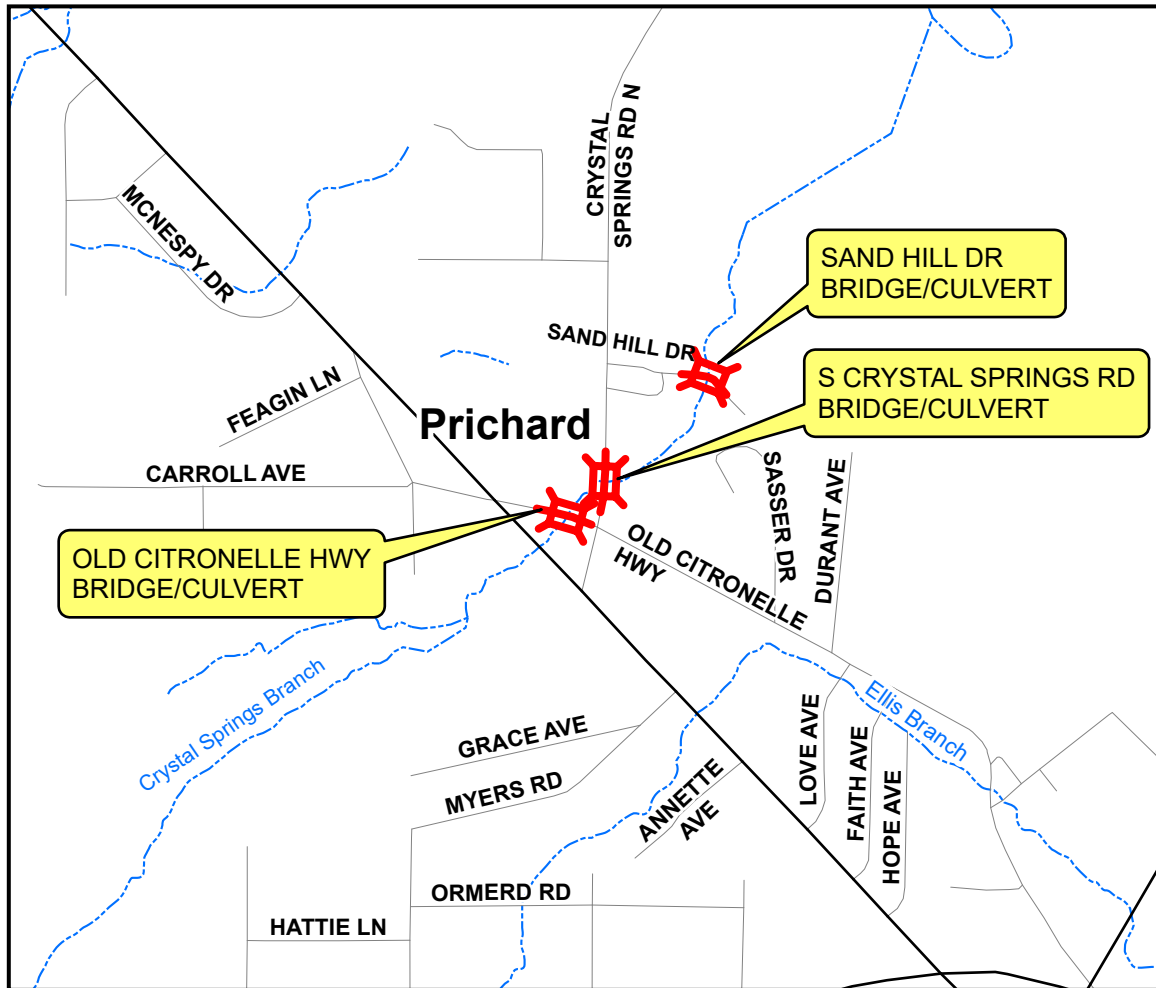 CRYSTAL
SPRINGS RD N
MCNESPY DR
SAND HILL DR
BRIDGE/CULVERT
SAND HILL DR
S CRYSTAL SPRINGS RD
BRIDGE/CULVERT
FEAGIN LN
Prichard
CARROLL AVE
SASSER DR
DURANT AVE
OLD CITRONELLE
HWY
OLD CITRONELLE HWY
BRIDGE/CULVERT
Crystal Springs Branch
Ellis Branch
GRACE AVE
MYERS RD
ANNETTE
AVE
LOVE AVE
FAITH AVE
HOPE AVE
ORMERD RD
HATTIE LN